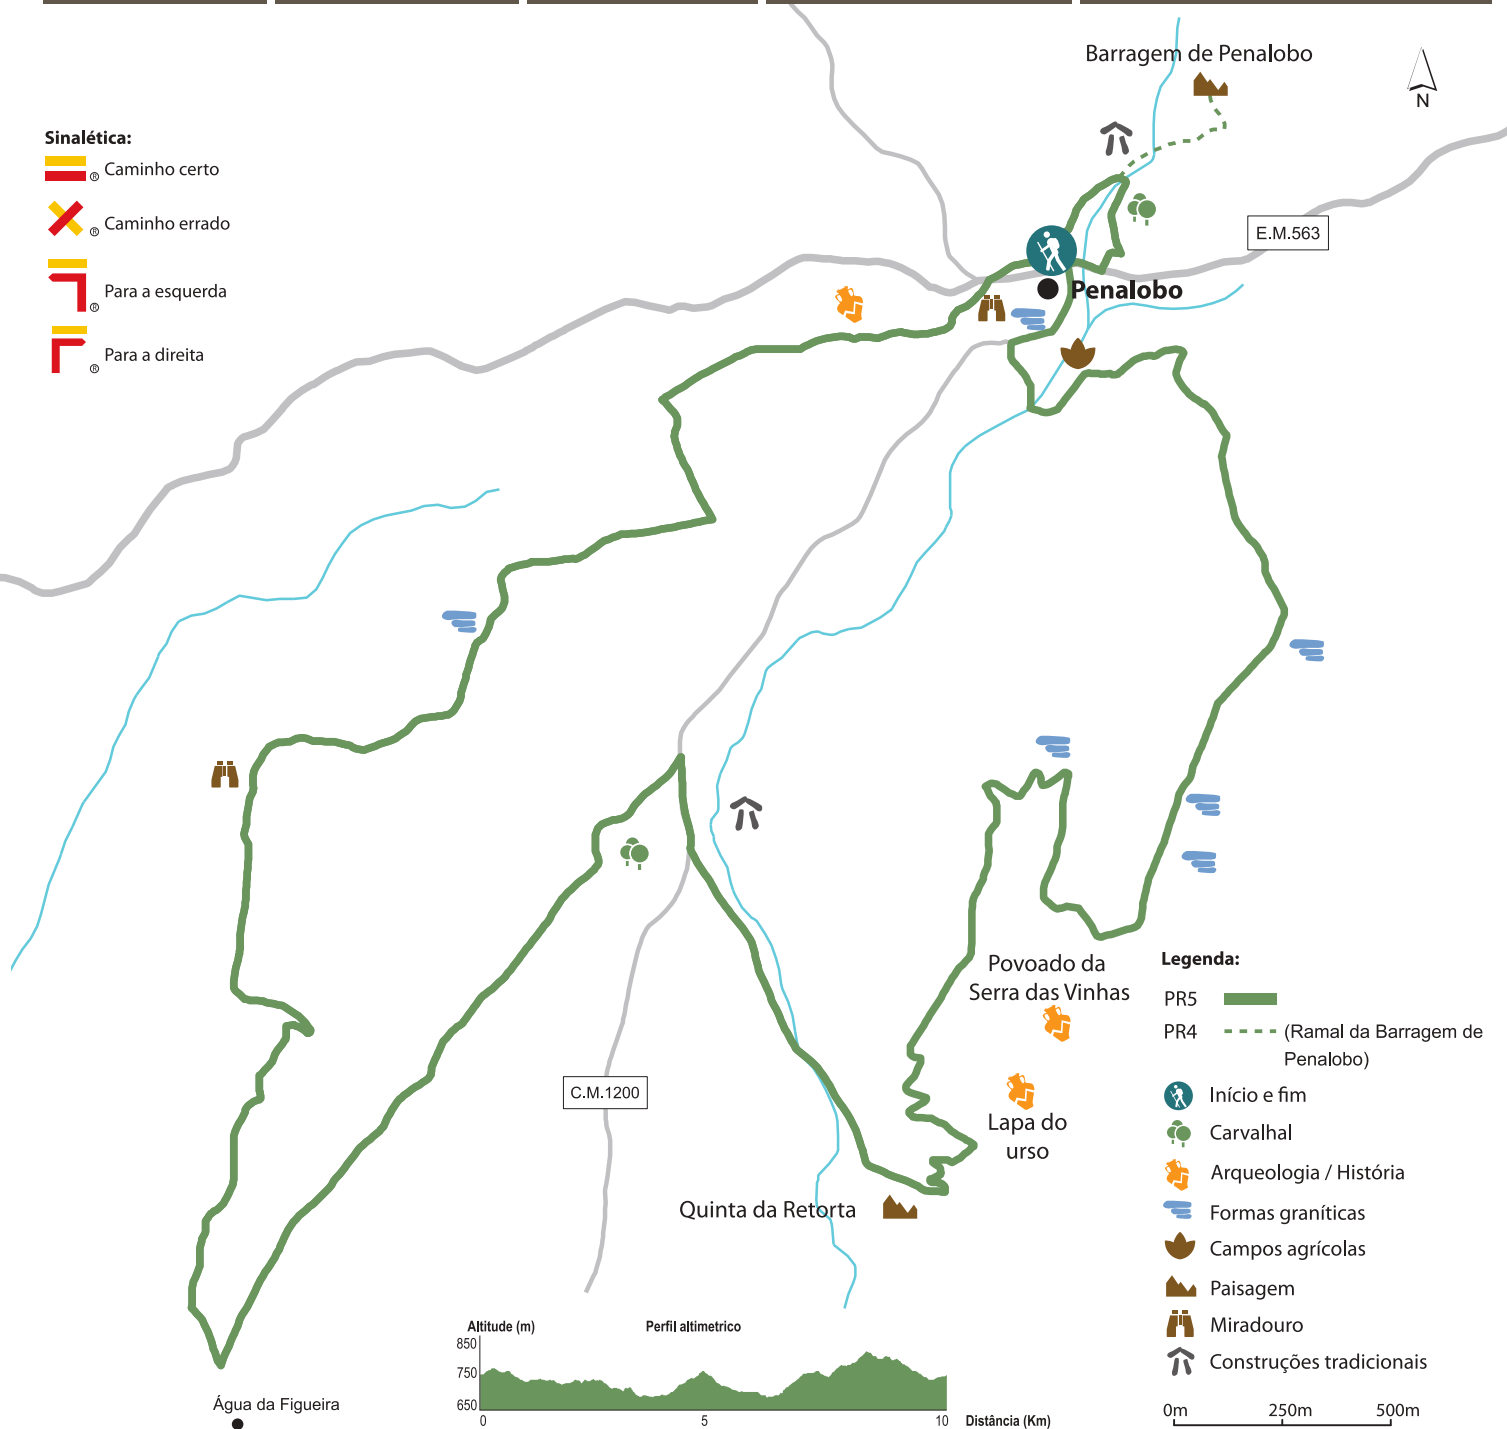 Barragem de Penalobo
N
Sinalética:
® Caminho certo
® Caminho errado
® Para a esquerda
® Para a direita
E.M.563
Penalobo
Povoado da
Serra das Vinhas
Lapa do
urso
C.M.1200
Quinta da Retorta
Água da Figueira
Legenda:
PR5
PR4 (Ramal da Barragem de
Penalobo)
Início e fim
Carvalhal
Arqueologia / História
Formas graníticas
Campos agrícolas
Paisagem
Miradouro
Construções tradicionais
0m 250m 500m
Altitude (m) Perfil altimetrico
850
750
650
0 5 10 Distância (Km)